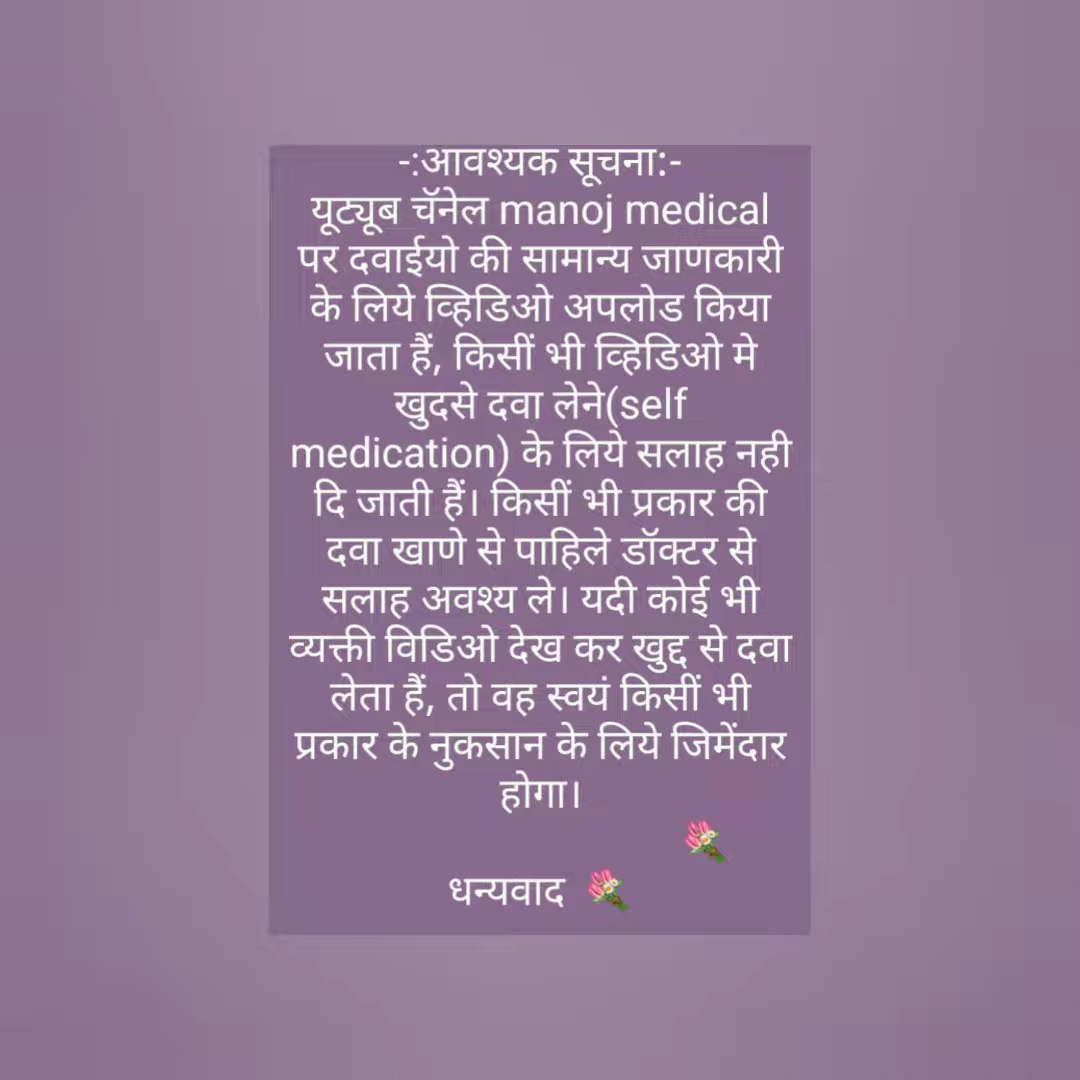 -:आवश्यक सूचना:-
यूट्यूब चॅनेल manoj medical
पर दवाईयो की सामान्य जाणकारी
के लिये व्हिडिओ अपलोड किया
जाता हैं, किसीं भी व्हिडिओ मे
खुदसे दवा लेने(self
medication) के लिये सलाह नही
दि जाती हैं। किसीं भी प्रकार की
दवा खाणे से पाहिले डॉक्टर से
सलाह अवश्य ले। यदी कोई भी
व्यक्ती विडिओ देख कर खुद्द से दवा
लेता हैं, तो वह स्वयं किसीं भी
प्रकार के नुकसान के लिये जिमेंदार
होगा।
💐
धन्यवाद 💐